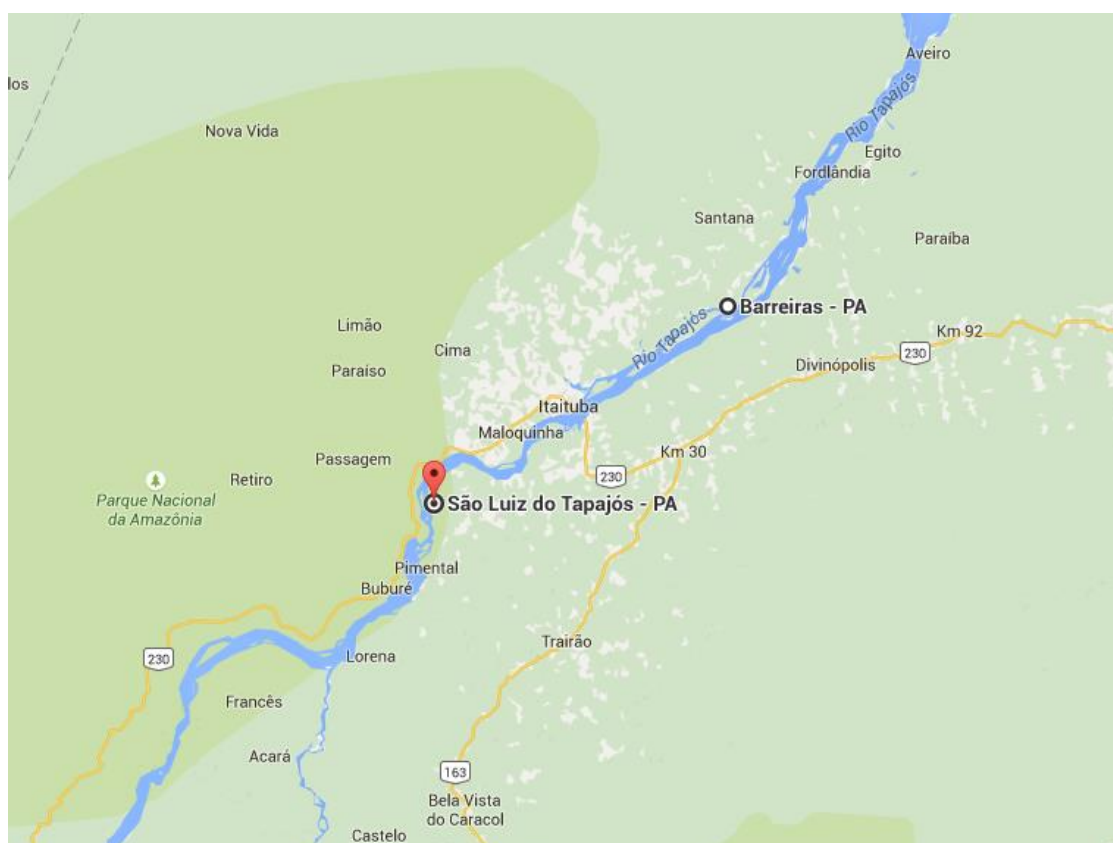 Aveiro
los
Rio Tapajós
Nova Vida
Egito
Fordlândia
Santana
Paraíba
Barreiras - PA
Limão
Km 92
Rio Tapajós
Cima
230
Paraíso
Divinópolis
Itaituba
Maloquinha
Km 30
Passagem
230
Retiro
Parque Nacional
da Amazônia
São Luiz do Tapajós - PA
Pimental
Buburé
Trairão
230
Lorena
Francês
Acará
163
Bela Vista
do Caracol
Castelo